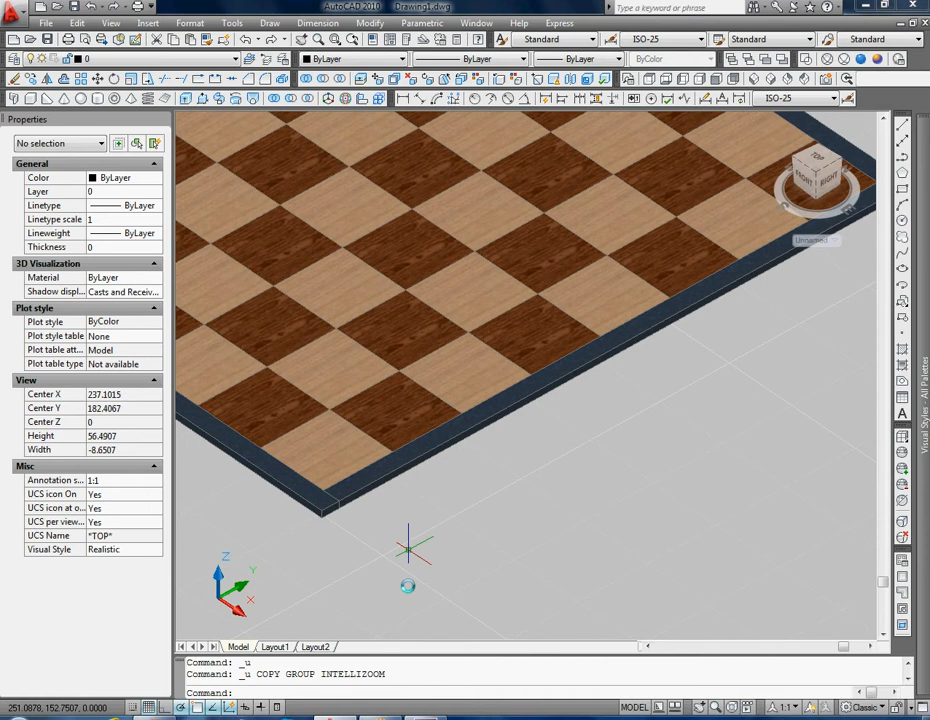 AutoCAD Drawing1.dwg Type a keyword or phrase
File Edit View Insert Format Tools Draw Dimension Modify Parametric Window Help Express
Standard ISO-25 Standard Standard
0 ByLayer ByLayer ByLayer ByColor
ISO-25
Properties
No selection
General
Color ByLayer
Layer 0
Linetype ByLayer
Linetype scale 1
Lineweight ByLayer
Thickness 0
3D Visualization
Material ByLayer
Shadow displ... Casts and Receiv...
Plot style
Plot style ByColor
Plot style table None
Plot table att... Model
Plot table type Not available
View
Center X 237.1015
Center Y 182.4067
Center Z 0
Height 56.4907
Width -8.6507
Misc
Annotation s... 1:1
UCS icon On Yes
UCS icon at o... Yes
UCS per view... Yes
UCS Name *TOP*
Visual Style Realistic
TOP
FRONT RIGHT
Unnamed
Z
Y
X
Visual Styles - All Palettes
Model Layout1 Layout2
Command: _u
Command: _u COPY GROUP INTELLIZOOM
Command:
251.0878, 152.7507, 0.0000 MODEL 1:1 Classic